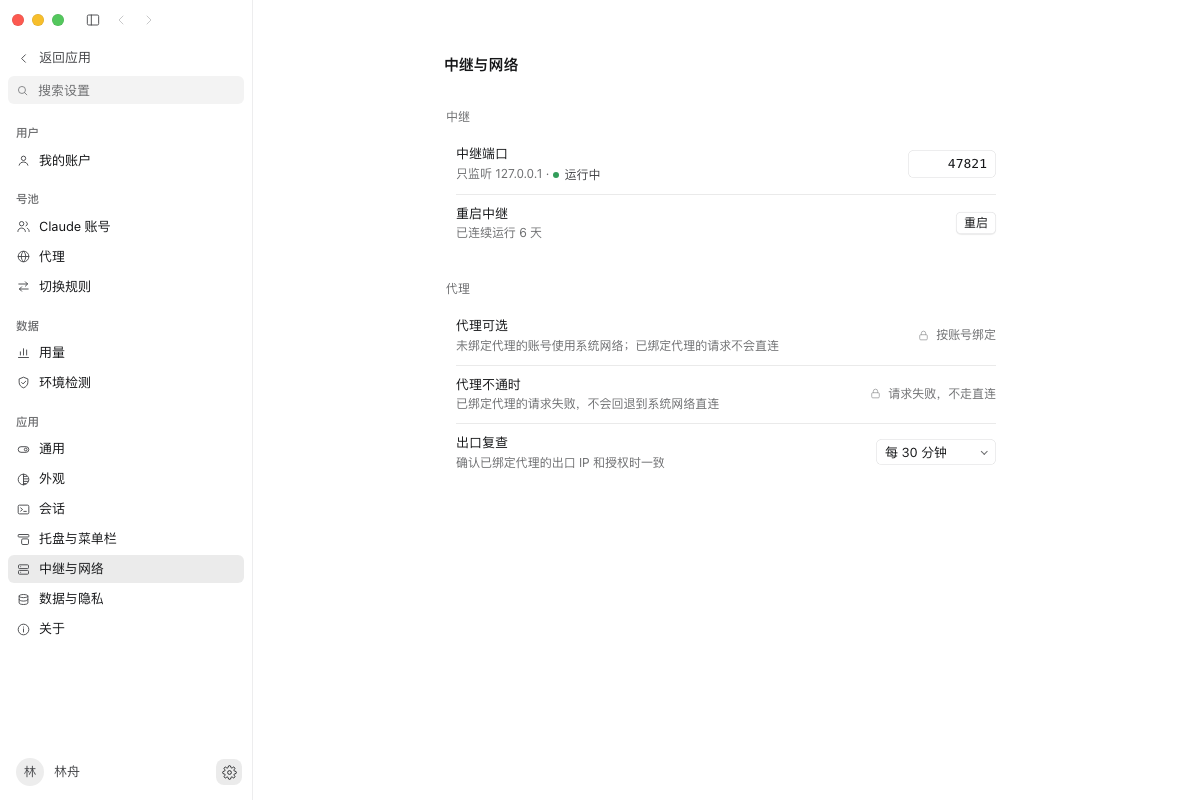 返回应用
搜索设置
用户
我的账户
号池
Claude 账号
代理
切换规则
数据
用量
环境检测
应用
通用
外观
会话
托盘与菜单栏
中继与网络
数据与隐私
关于
林 林舟
中继与网络
中继
中继端口
只监听 127.0.0.1 · 运行中
47821
重启中继
已连续运行 6 天
重启
代理
代理可选
未绑定代理的账号使用系统网络；已绑定代理的请求不会直连
按账号绑定
代理不通时
已绑定代理的请求失败，不会回退到系统网络直连
请求失败，不走直连
出口复查
确认已绑定代理的出口 IP 和授权时一致
每 30 分钟